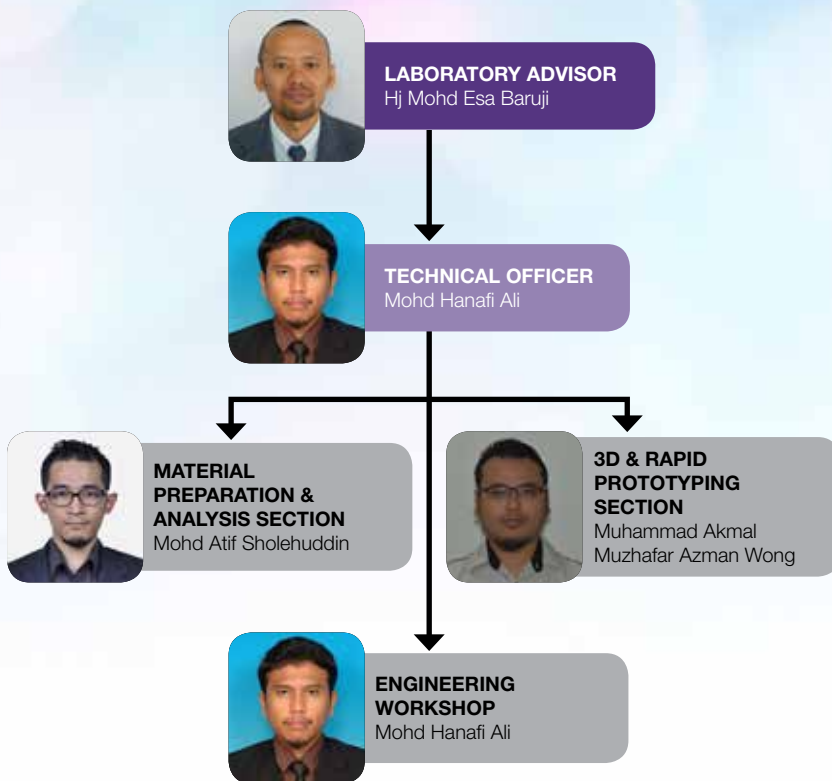 LABORATORY ADVISOR
Hj Mohd Esa Baruji
TECHNICAL OFFICER
Mohd Hanafi Ali
MATERIAL
PREPARATION &
ANALYSIS SECTION
Mohd Atif Sholehuddin
3D & RAPID
PROTOTYPING
SECTION
Muhammad Akmal
Muzhafar Azman Wong
ENGINEERING
WORKSHOP
Mohd Hanafi Ali